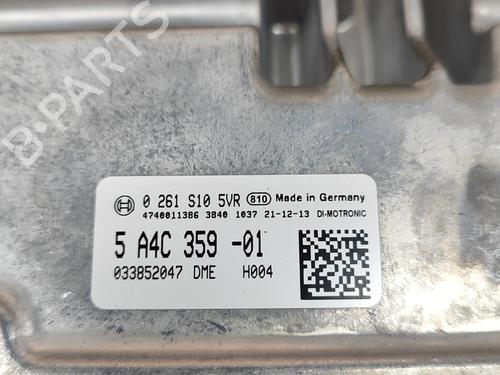 B-PARTS
0 261 S10 5VR 810 Made in Germany
4740011386 3840 1037 21-12-13 DI-MOTRONIC
5 A4C 359 -01
033852047 DME H004